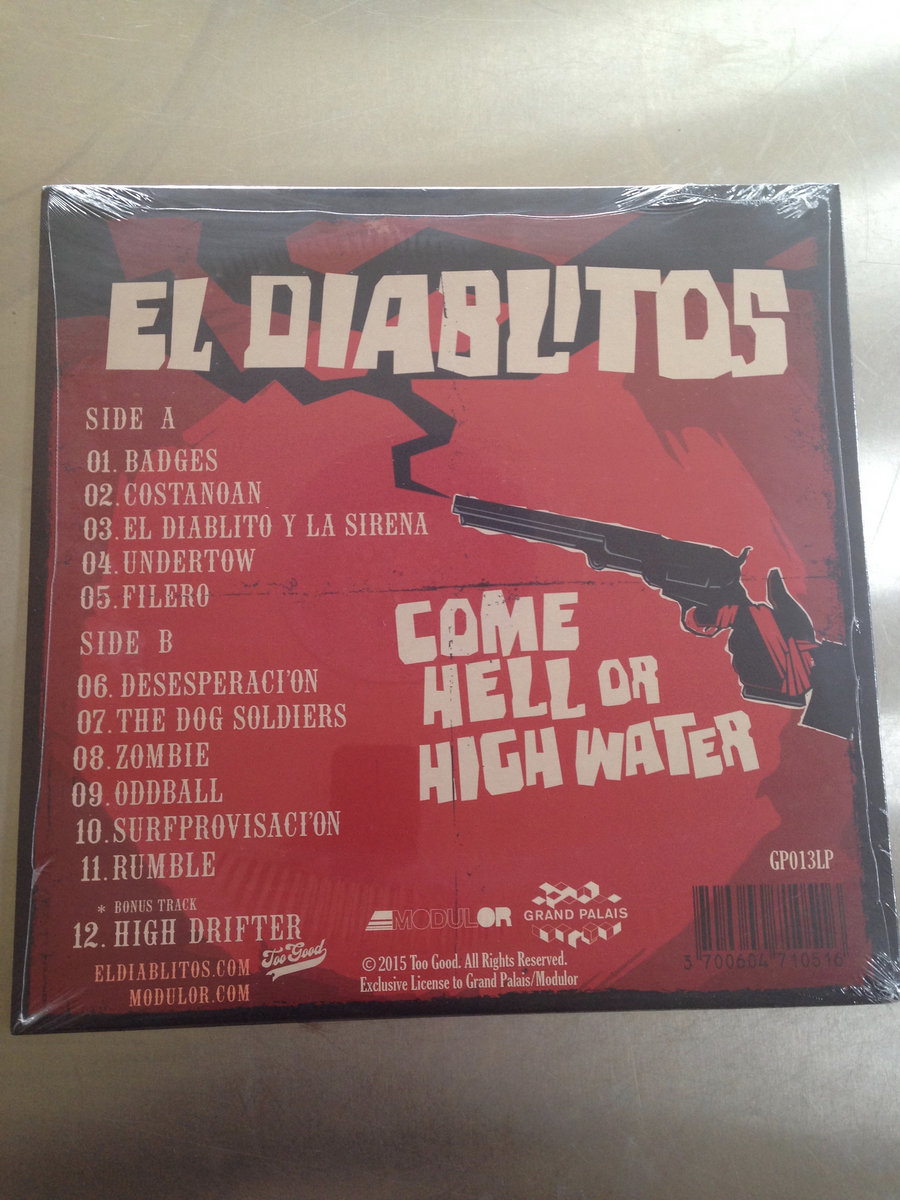 EL DIABLITOS
SIDE A
01. BADGES
02. COSTANOAN
03. EL DIABLITO Y LA SIRENA
04. UNDERTOW
05. FILERO
SIDE B
06. DESESPERACI'ON
07. THE DOG SOLDIERS
08. ZOMBIE
09. ODDBALL
10. SURFPROVISACI'ON
11. RUMBLE
* BONUS TRACK
12. HIGH DRIFTER
ELDIABLITOS.COM
MODULOR.COM
Too Good
COME
HELL OR
HIGH WATER
MODULOR
GRAND PALAIS
© 2015 Too Good. All Rights Reserved.
Exclusive License to Grand Palais/Modulor
GP013LP
3 700604 710516